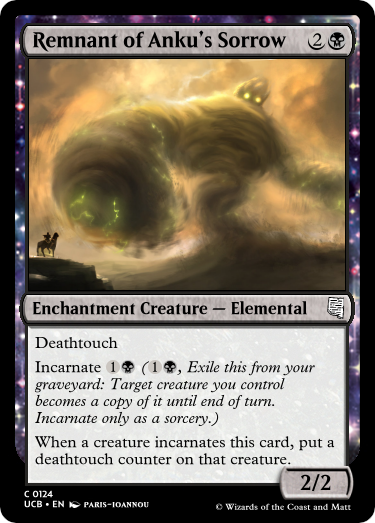 Remnant of Anku's Sorrow 2
Enchantment Creature — Elemental
Deathtouch
Incarnate 1 (1, Exile this from your
graveyard: Target creature you control
becomes a copy of it until end of turn.
Incarnate only as a sorcery.)
When a creature incarnates this card, put a
deathtouch counter on that creature.
2/2
C 0124
UCB • EN PARIS-IOANNOU
© Wizards of the Coast and Matt